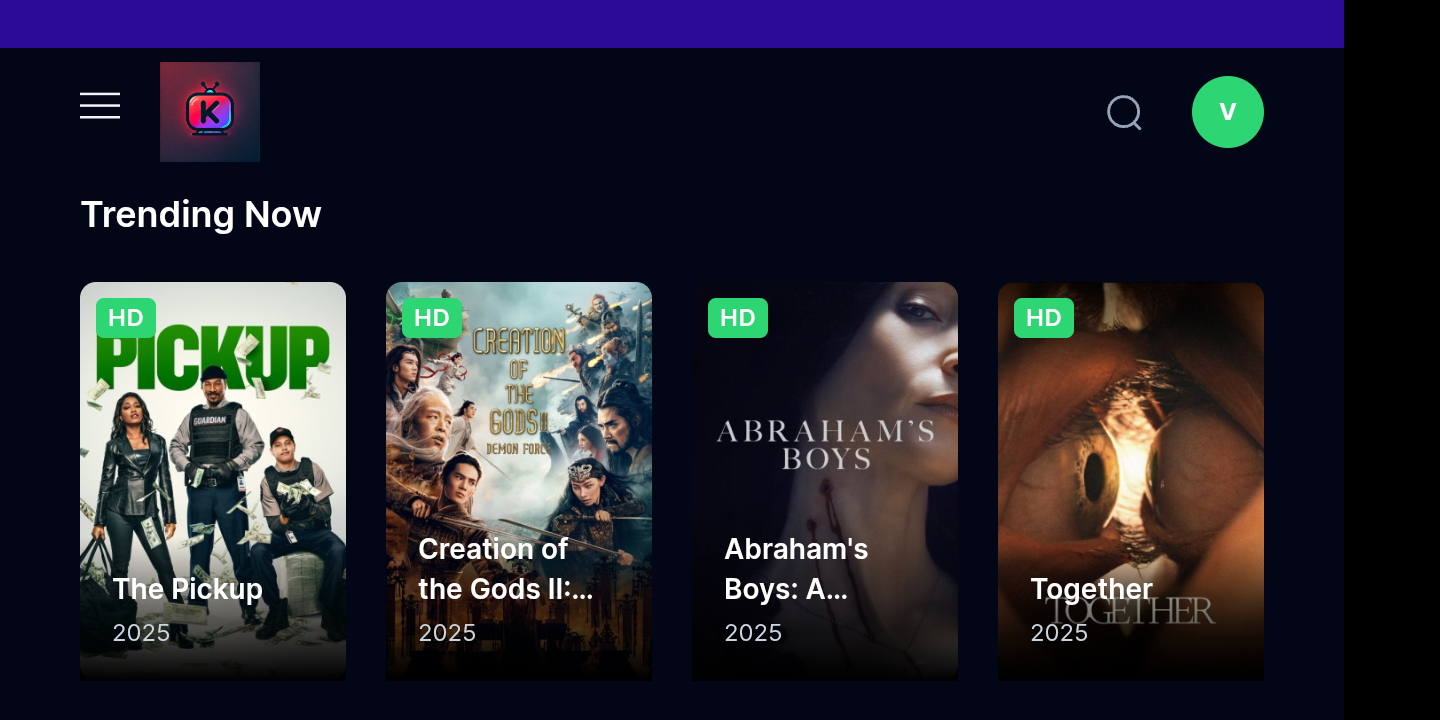 K
V
Trending Now
HD
PICKUP
GUARDIAN
The Pickup
2025
HD
CREATION
OF
THE
GODS II
DEMON FORCE
Creation of
the Gods II:...
2025
HD
ABRAHAM'S
BOYS
Abraham's
Boys: A...
2025
HD
TOGETHER
Together
2025